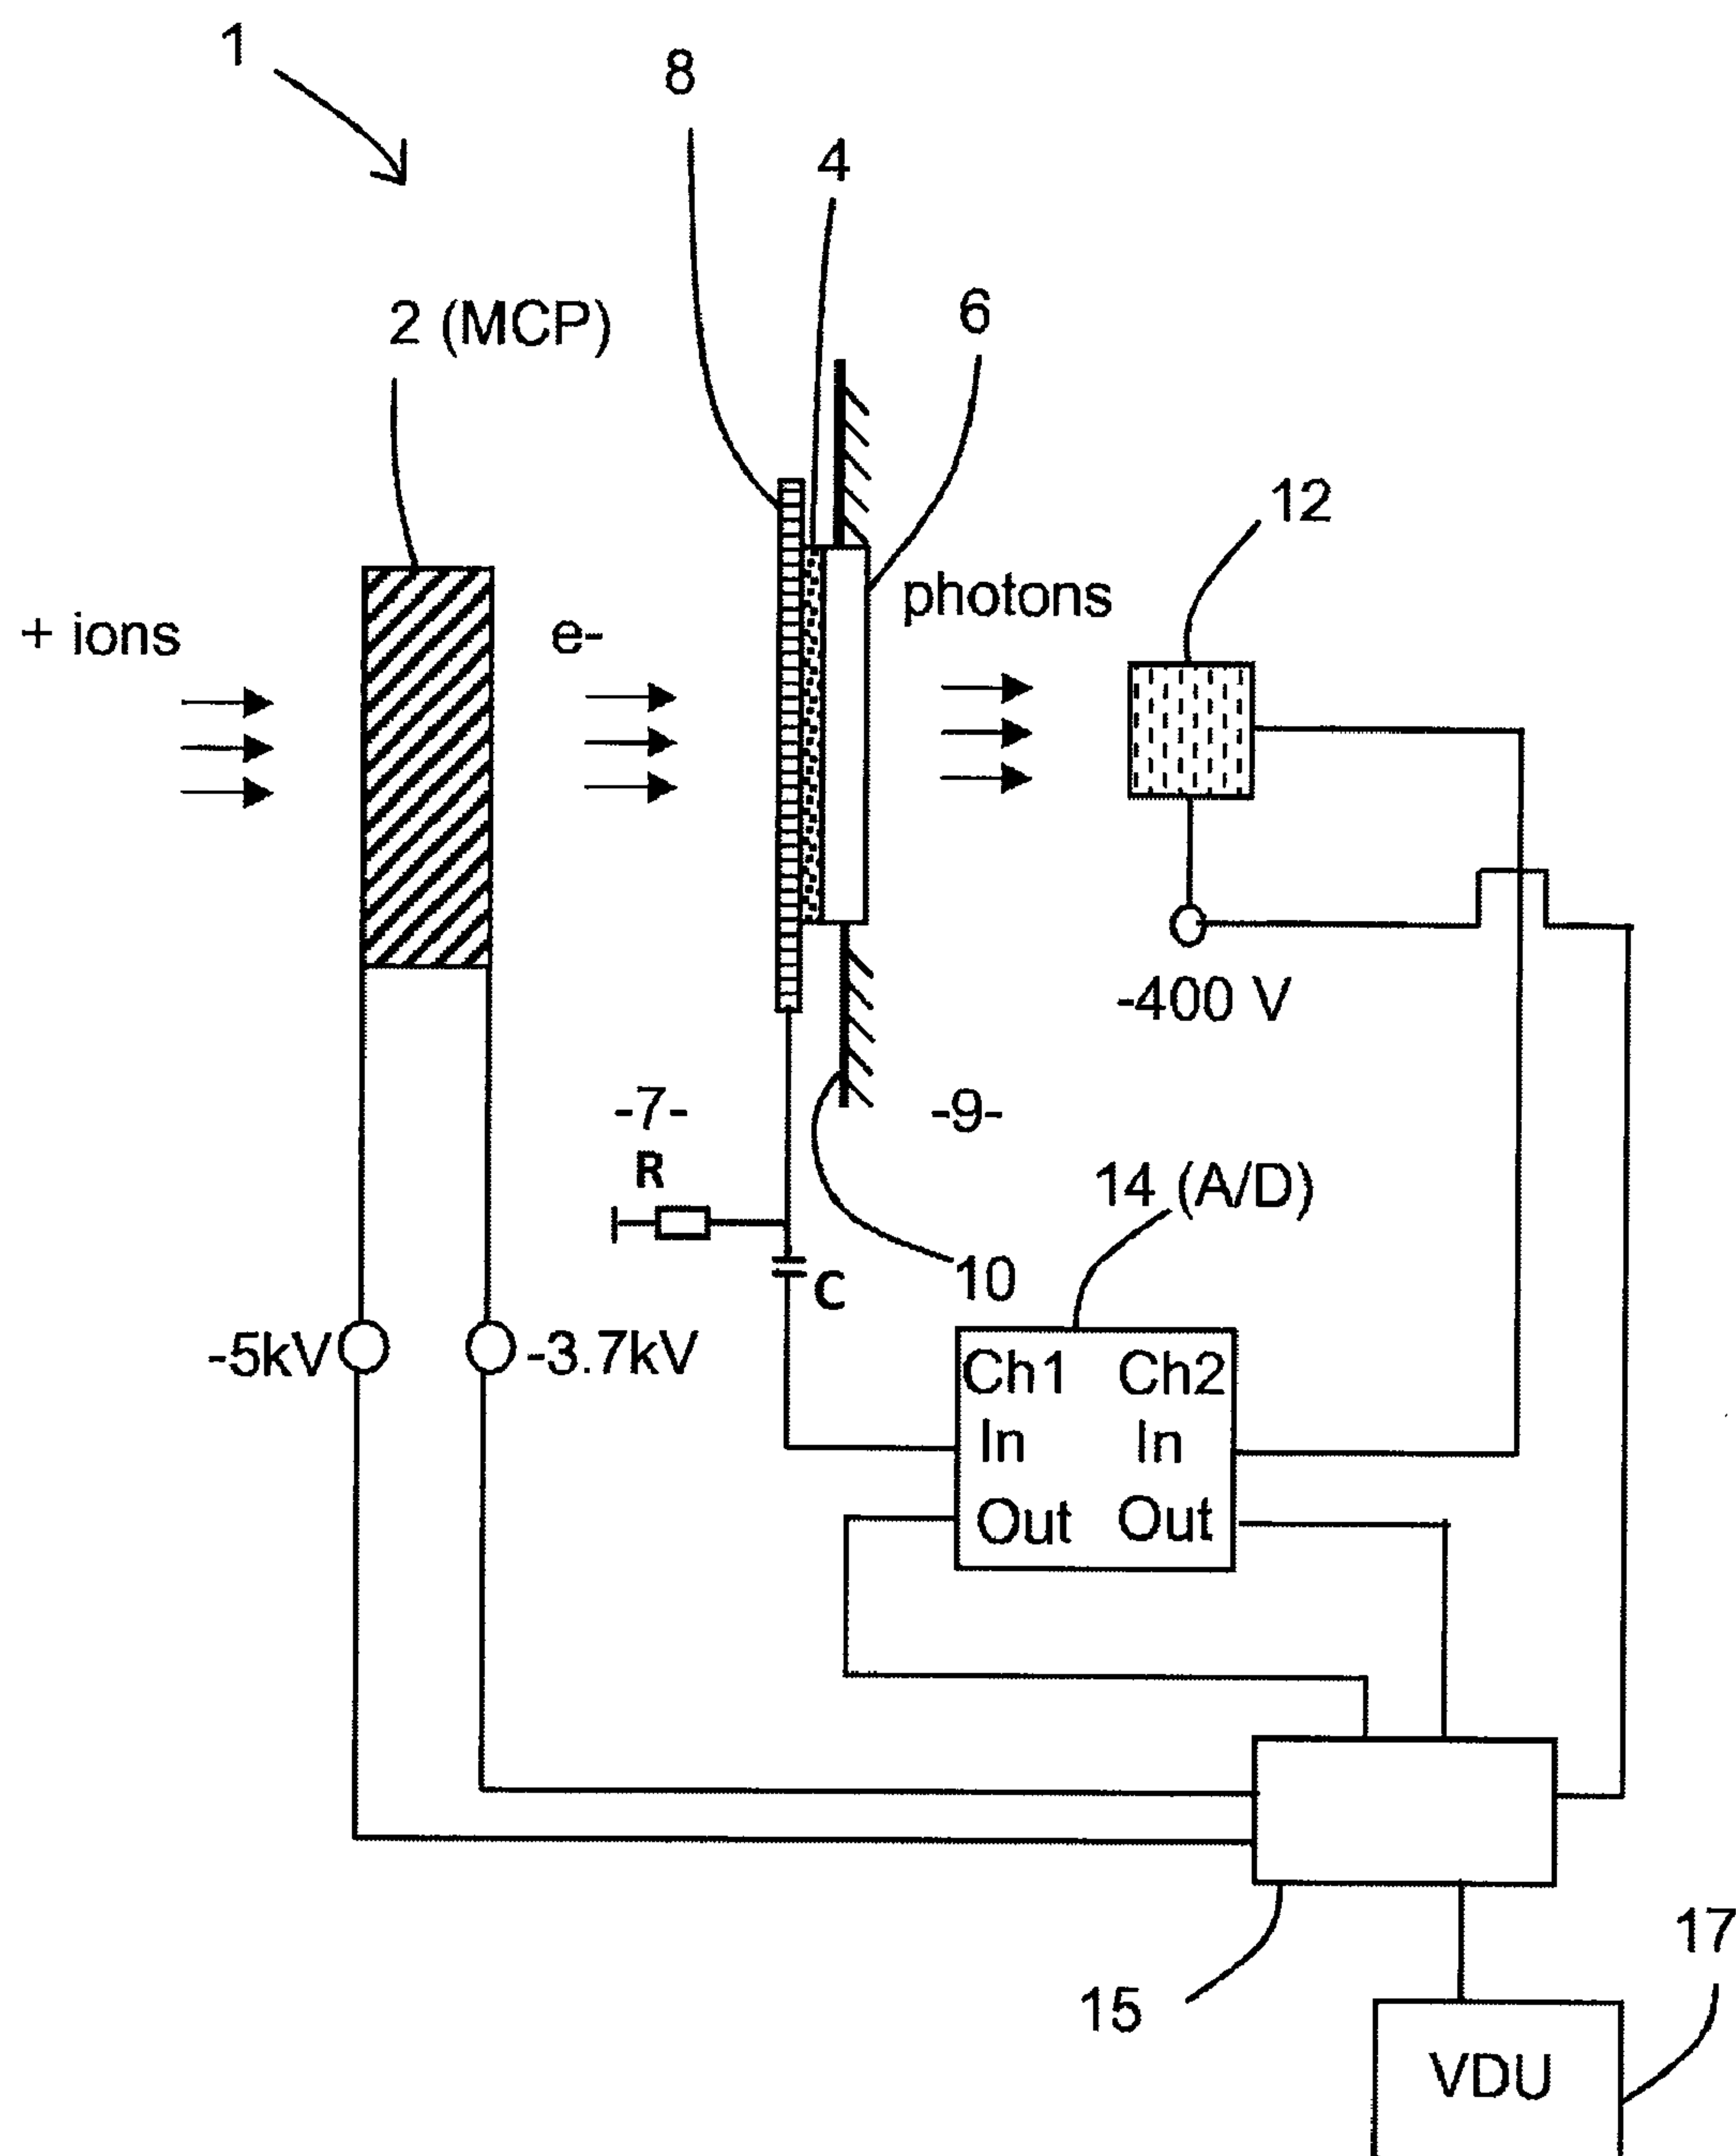 1
8
4
2 (MCP)
6
12
+ ions
e-
photons
-400 V
-7-
-9-
R
14 (A/D)
C
10
-5kV
-3.7kV
Ch1 Ch2
In In
Out Out
15
17
VDU